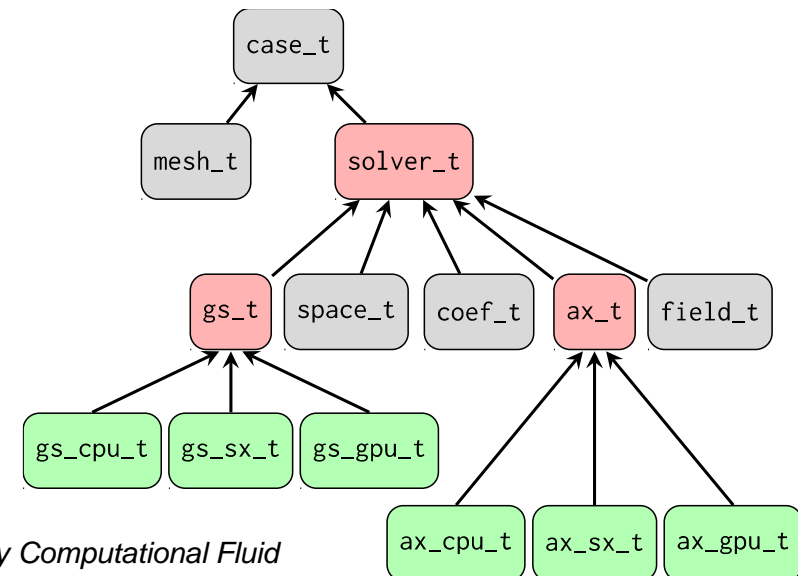 case_t
mesh_t solver_t
gs_t space_t coef_t ax_t field_t
gs_cpu_t gs_sx_t gs_gpu_t
ax_cpu_t ax_sx_t ax_gpu_t
y Computational Fluid